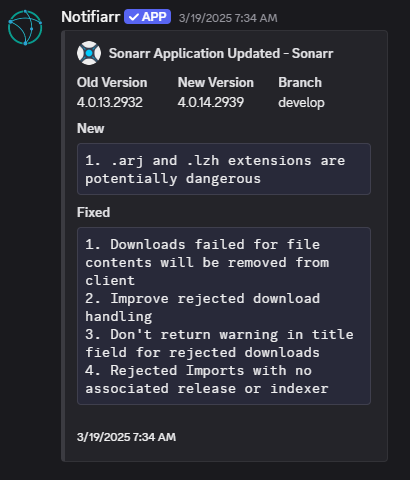 Notifiarr ✓ APP 3/19/2025 7:34 AM
Sonarr Application Updated - Sonarr
Old Version New Version Branch
4.0.13.2932 4.0.14.2939 develop
New
1. .arj and .lzh extensions are
potentially dangerous
Fixed
1. Downloads failed for file
contents will be removed from
client
2. Improve rejected download
handling
3. Don't return warning in title
field for rejected downloads
4. Rejected Imports with no
associated release or indexer
3/19/2025 7:34 AM